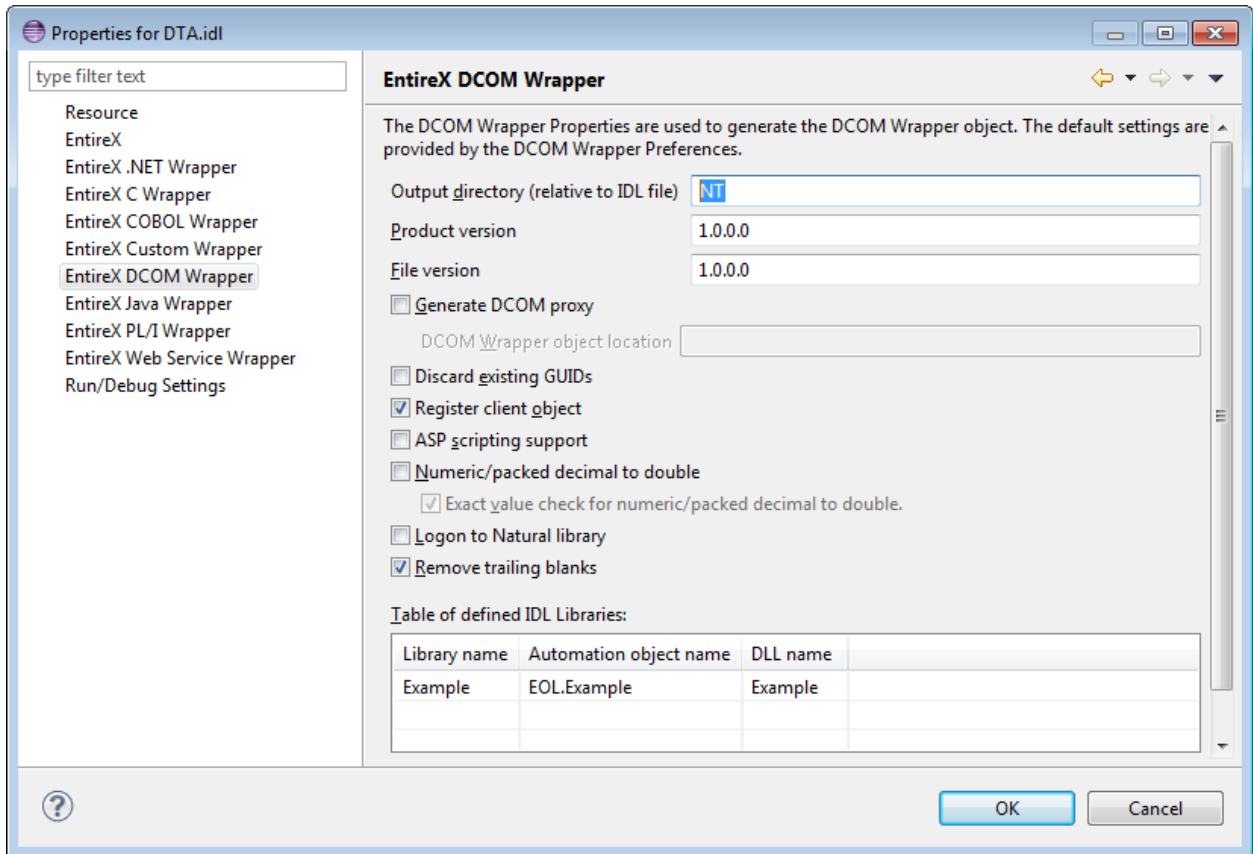 Properties for DTA.idl
type filter text
Resource
EntireX
EntireX .NET Wrapper
EntireX C Wrapper
EntireX COBOL Wrapper
EntireX Custom Wrapper
EntireX DCOM Wrapper
EntireX Java Wrapper
EntireX PL/I Wrapper
EntireX Web Service Wrapper
Run/Debug Settings
EntireX DCOM Wrapper
The DCOM Wrapper Properties are used to generate the DCOM Wrapper object. The default settings are
provided by the DCOM Wrapper Preferences.
Output directory (relative to IDL file) NT
Product version 1.0.0.0
File version 1.0.0.0
Generate DCOM proxy
DCOM Wrapper object location
Discard existing GUIDs
Register client object
ASP scripting support
Numeric/packed decimal to double
Exact value check for numeric/packed decimal to double.
Logon to Natural library
Remove trailing blanks
Table of defined IDL Libraries:
Library name Automation object name DLL name
Example EOL.Example Example
? OK Cancel